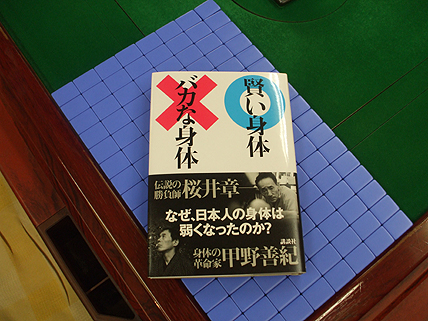 賢い身体
バカな身体
伝説の
勝負師 桜井章一
なぜ、日本人の身体は
弱くなったのか?
講談社
身体の
革命家 甲野善紀